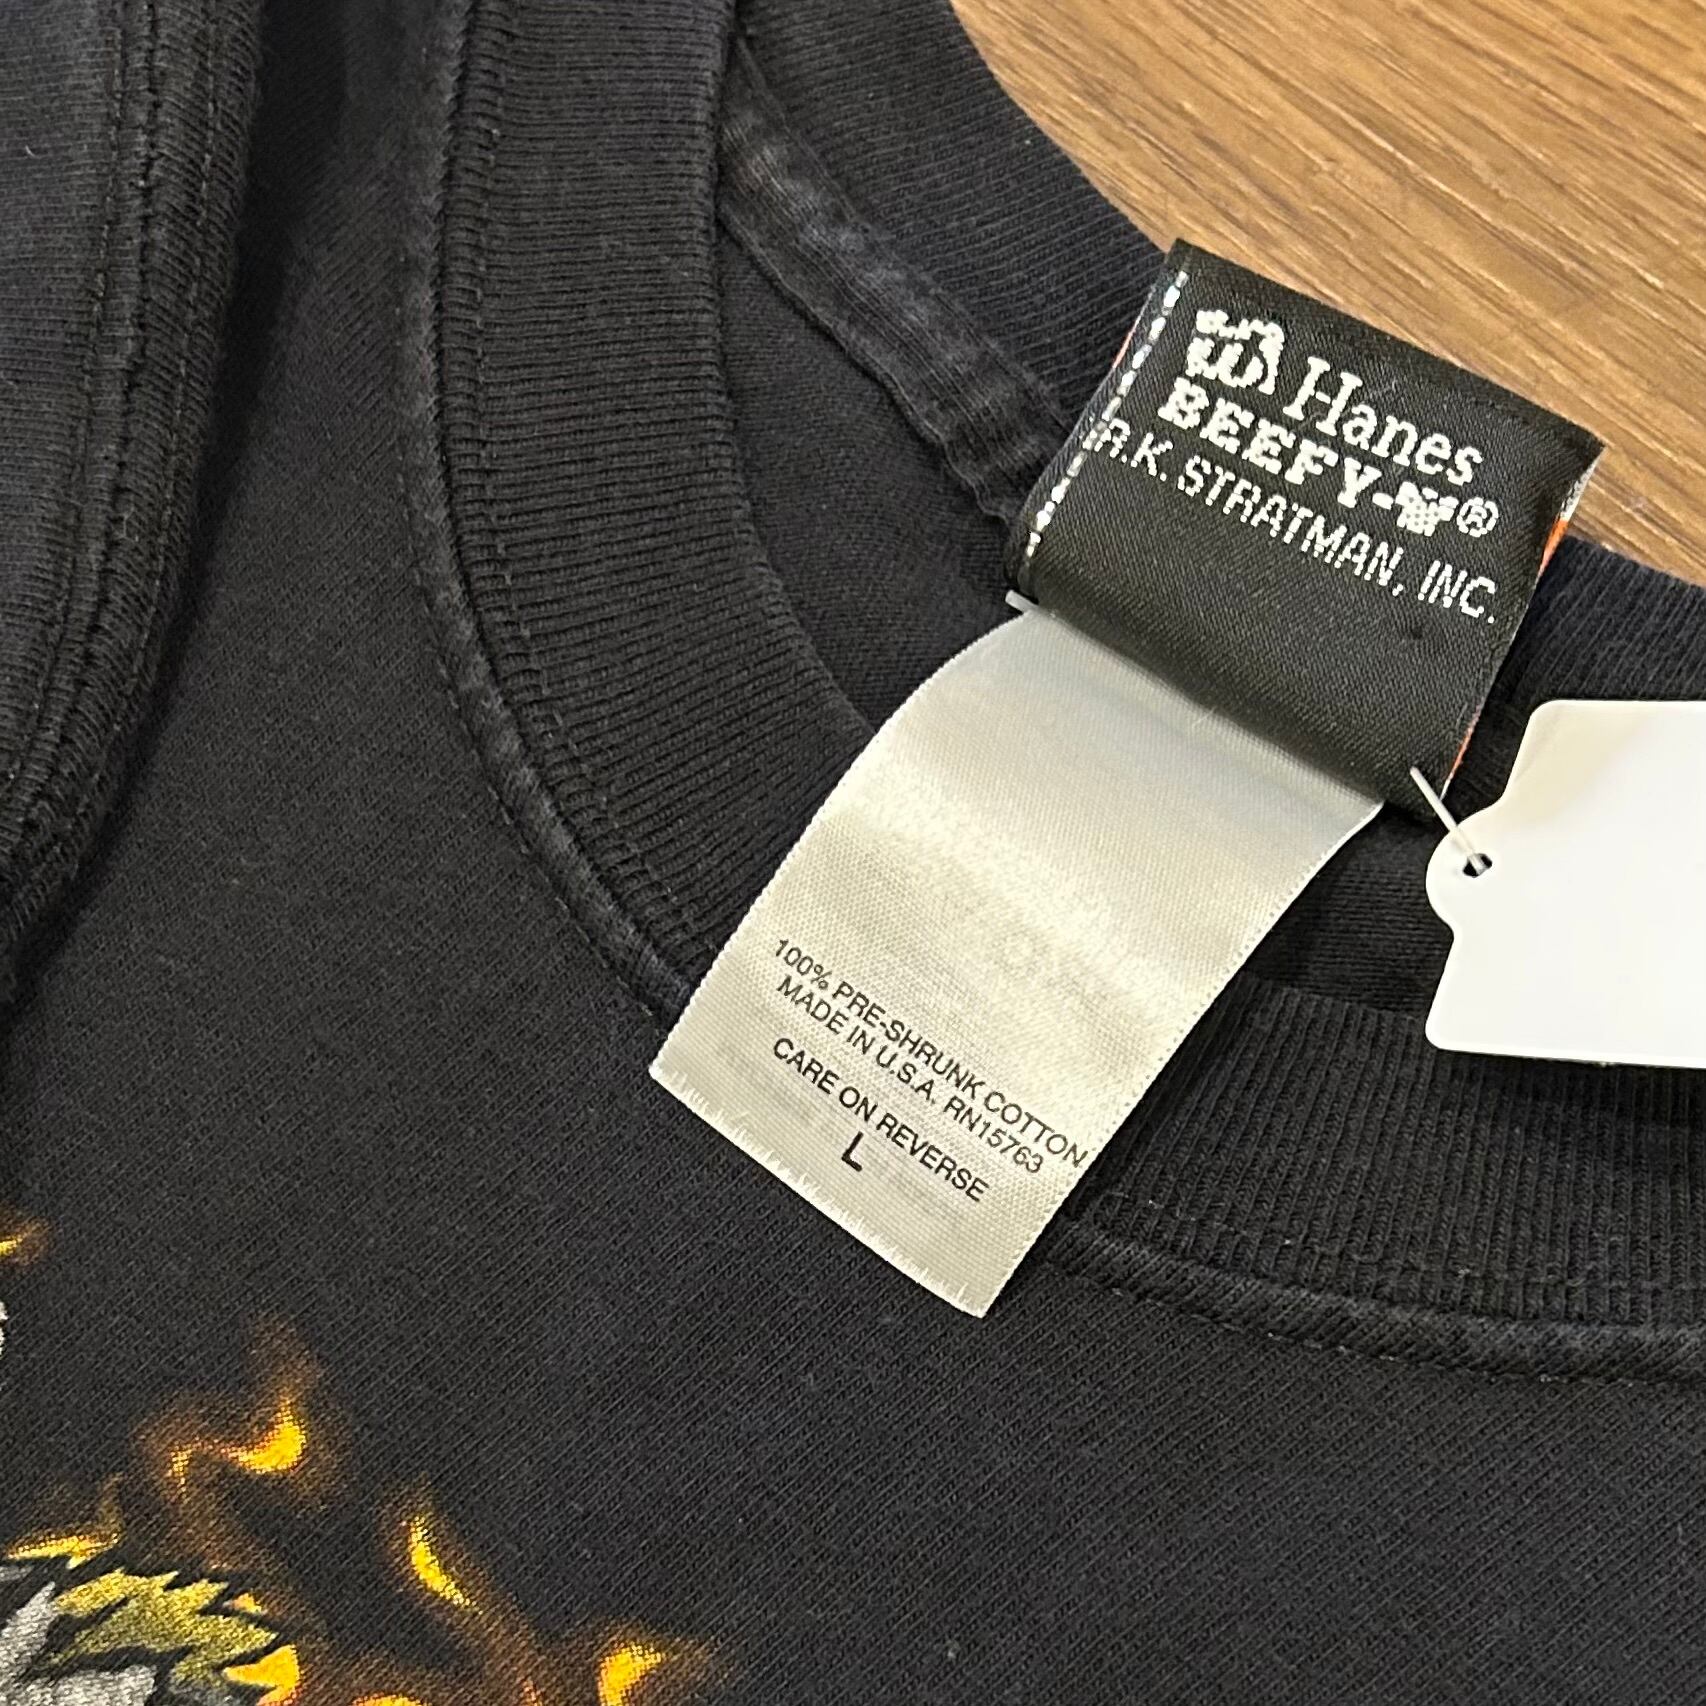 Hanes
BEEFY-T®
R.K. STRATMAN, INC.
100% PRE-SHRUNK COTTON
MADE IN U.S.A. RN15763
CARE ON REVERSE
L